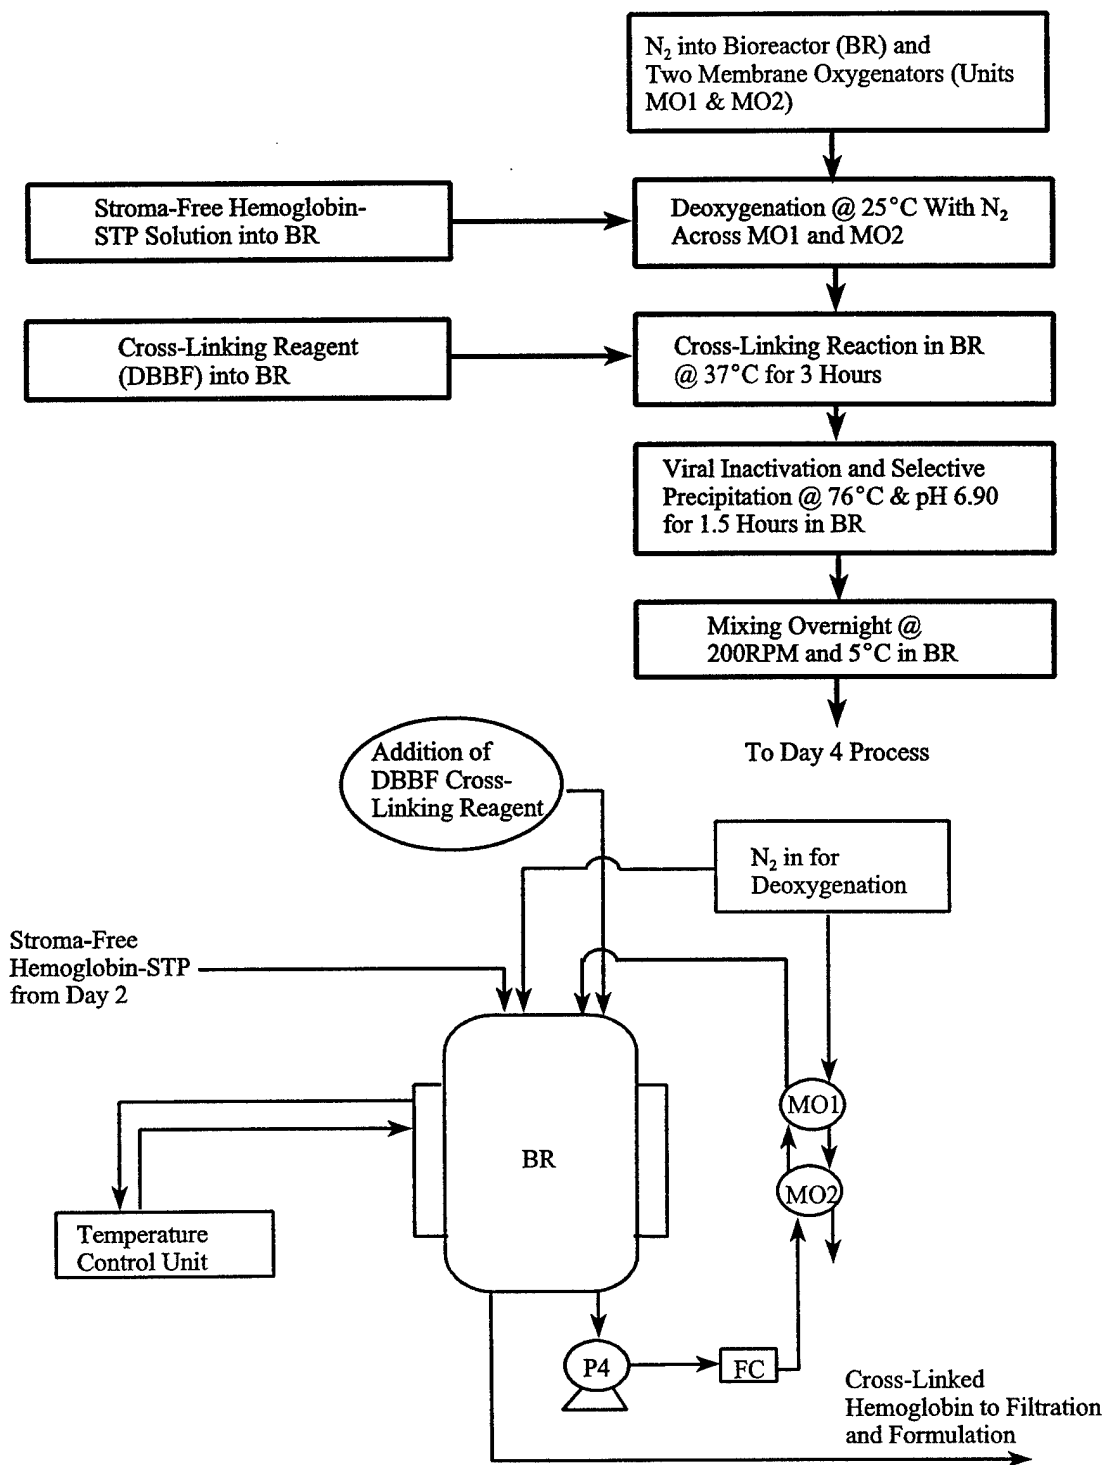 N₂ into Bioreactor (BR) and
Two Membrane Oxygenators (Units
MO1 & MO2)
Stroma-Free Hemoglobin-
STP Solution into BR
Deoxygenation @ 25°C With N₂
Across MO1 and MO2
Cross-Linking Reagent
(DBBF) into BR
Cross-Linking Reaction in BR
@ 37°C for 3 Hours
Viral Inactivation and Selective
Precipitation @ 76°C & pH 6.90
for 1.5 Hours in BR
Mixing Overnight @
200RPM and 5°C in BR
To Day 4 Process
Addition of
DBBF Cross-
Linking Reagent
N₂ in for
Deoxygenation
Stroma-Free
Hemoglobin-STP
from Day 2
MO1
BR
MO2
Temperature
Control Unit
P4
FC
Cross-Linked
Hemoglobin to Filtration
and Formulation